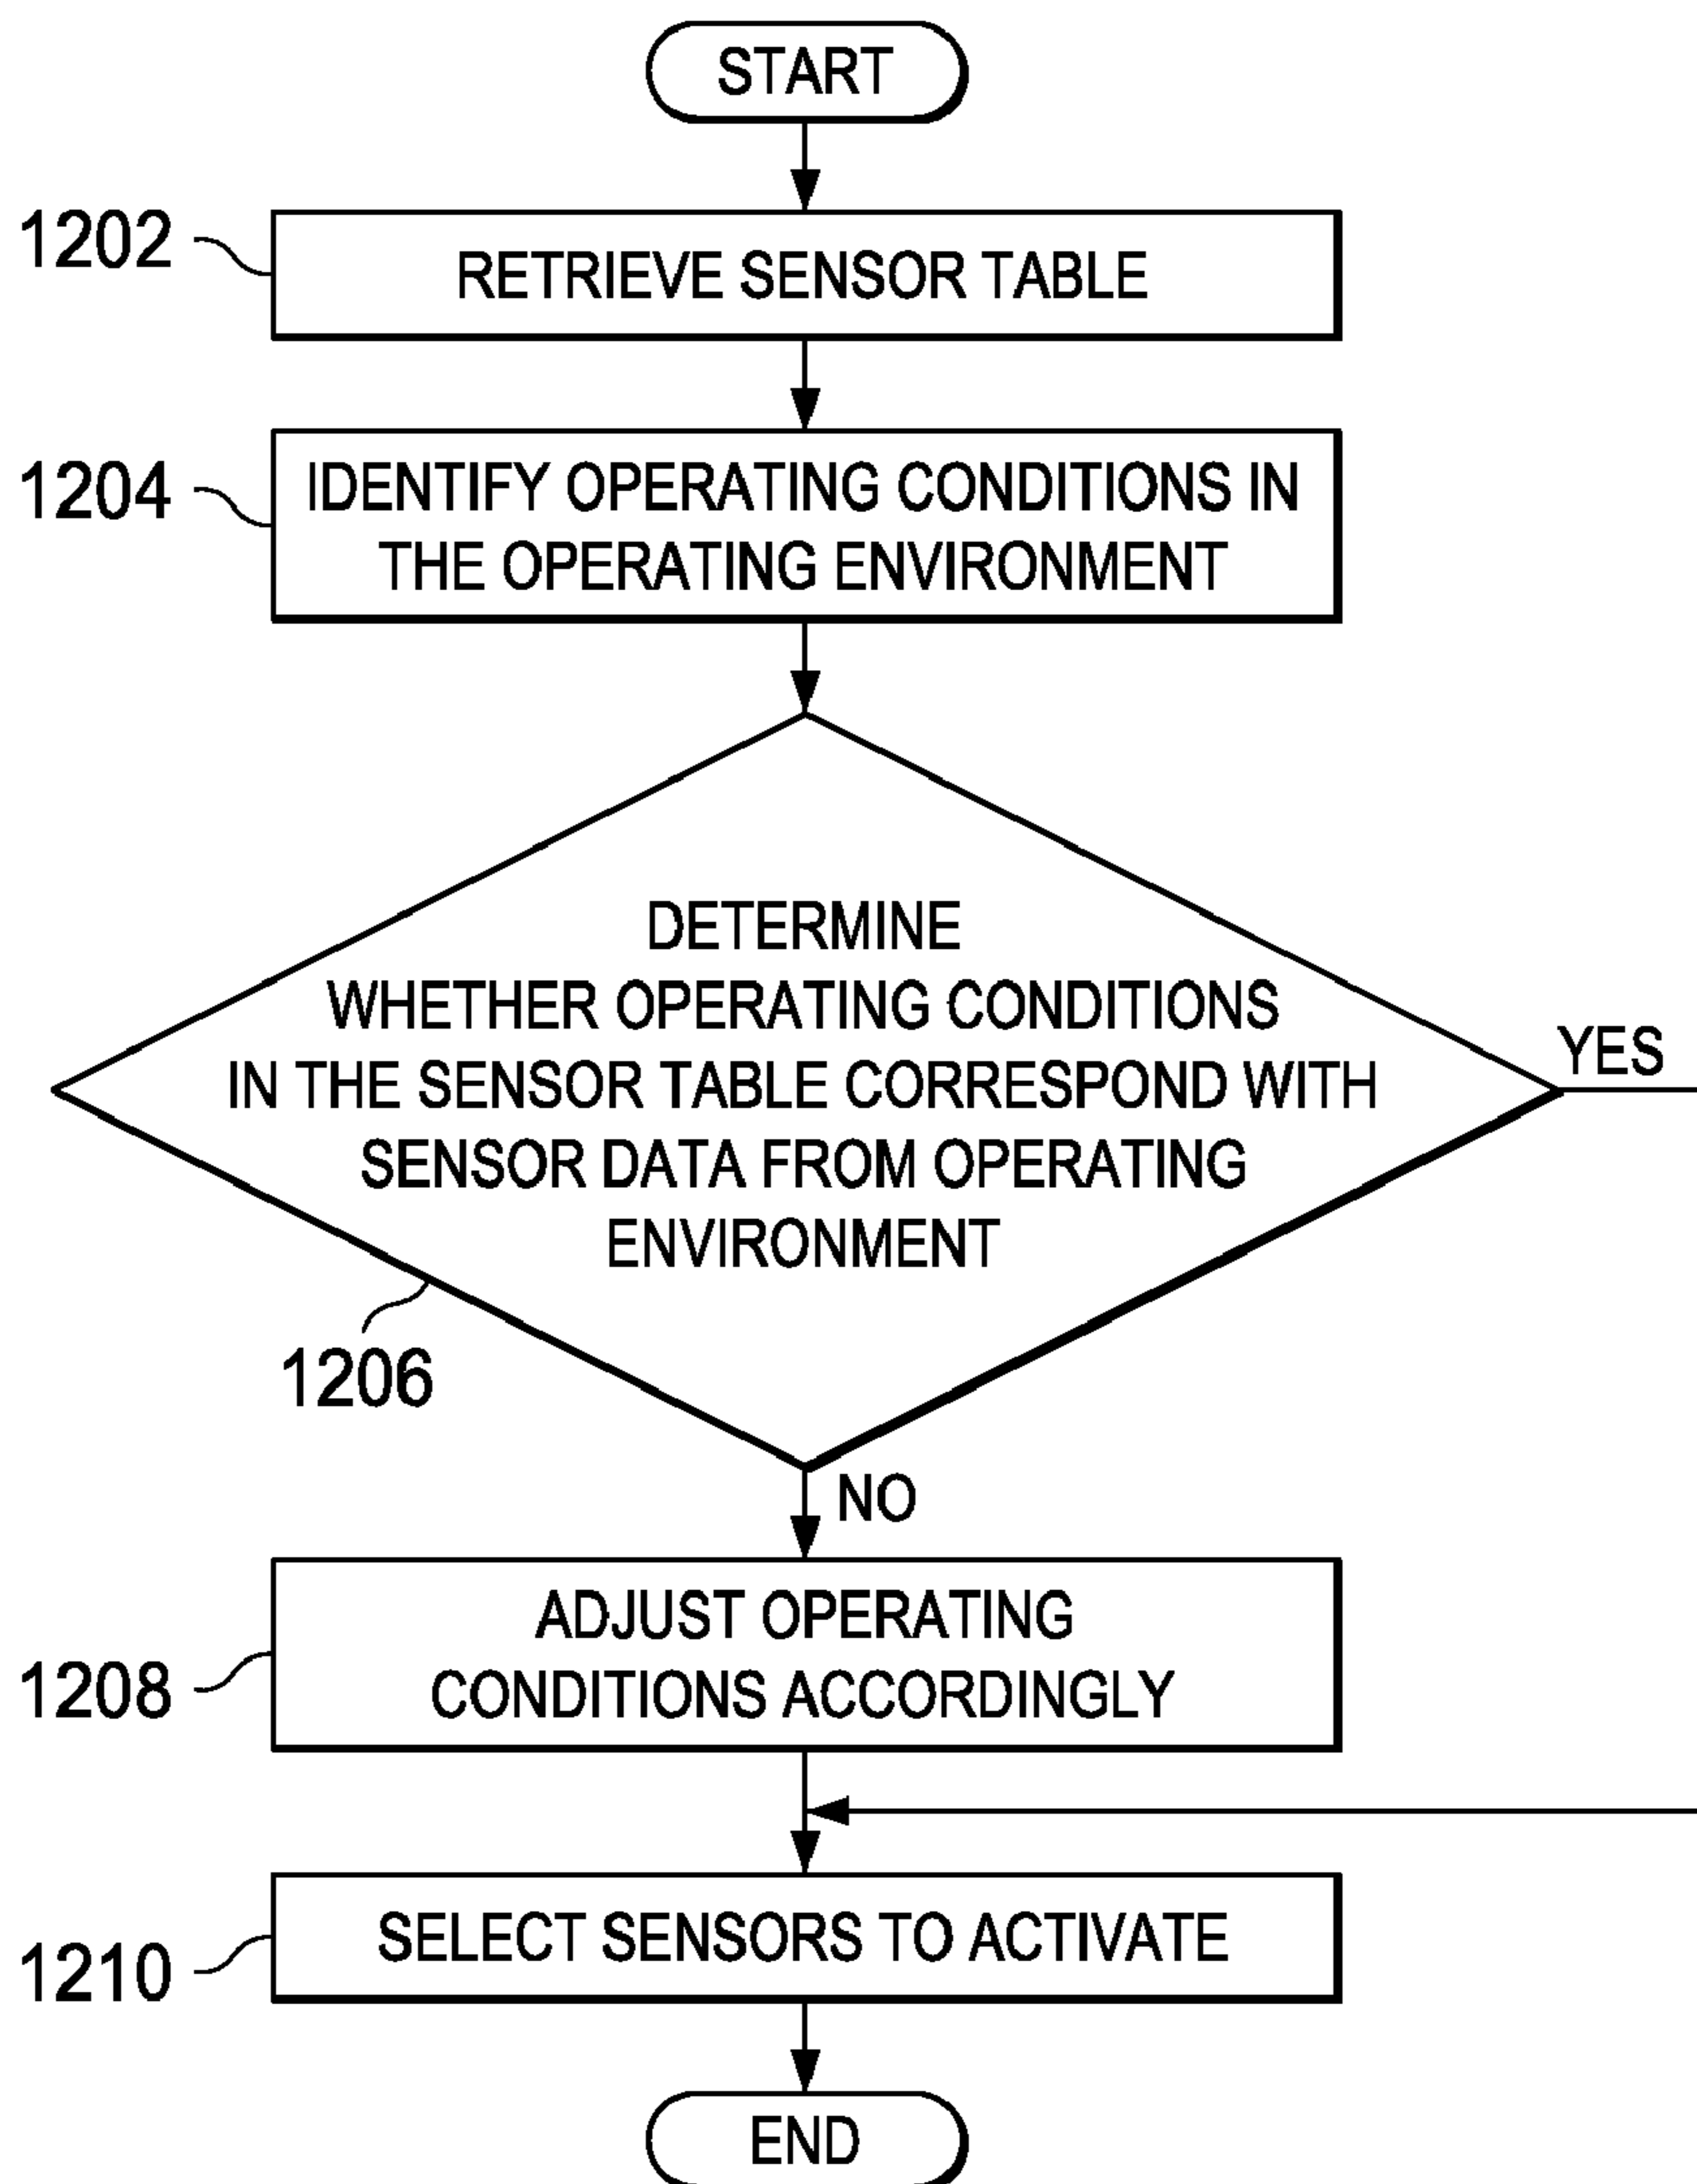 START
1202
RETRIEVE SENSOR TABLE
1204
IDENTIFY OPERATING CONDITIONS IN
THE OPERATING ENVIRONMENT
DETERMINE
WHETHER OPERATING CONDITIONS
IN THE SENSOR TABLE CORRESPOND WITH
SENSOR DATA FROM OPERATING
ENVIRONMENT
YES
1206
NO
ADJUST OPERATING
CONDITIONS ACCORDINGLY
1208
SELECT SENSORS TO ACTIVATE
1210
END